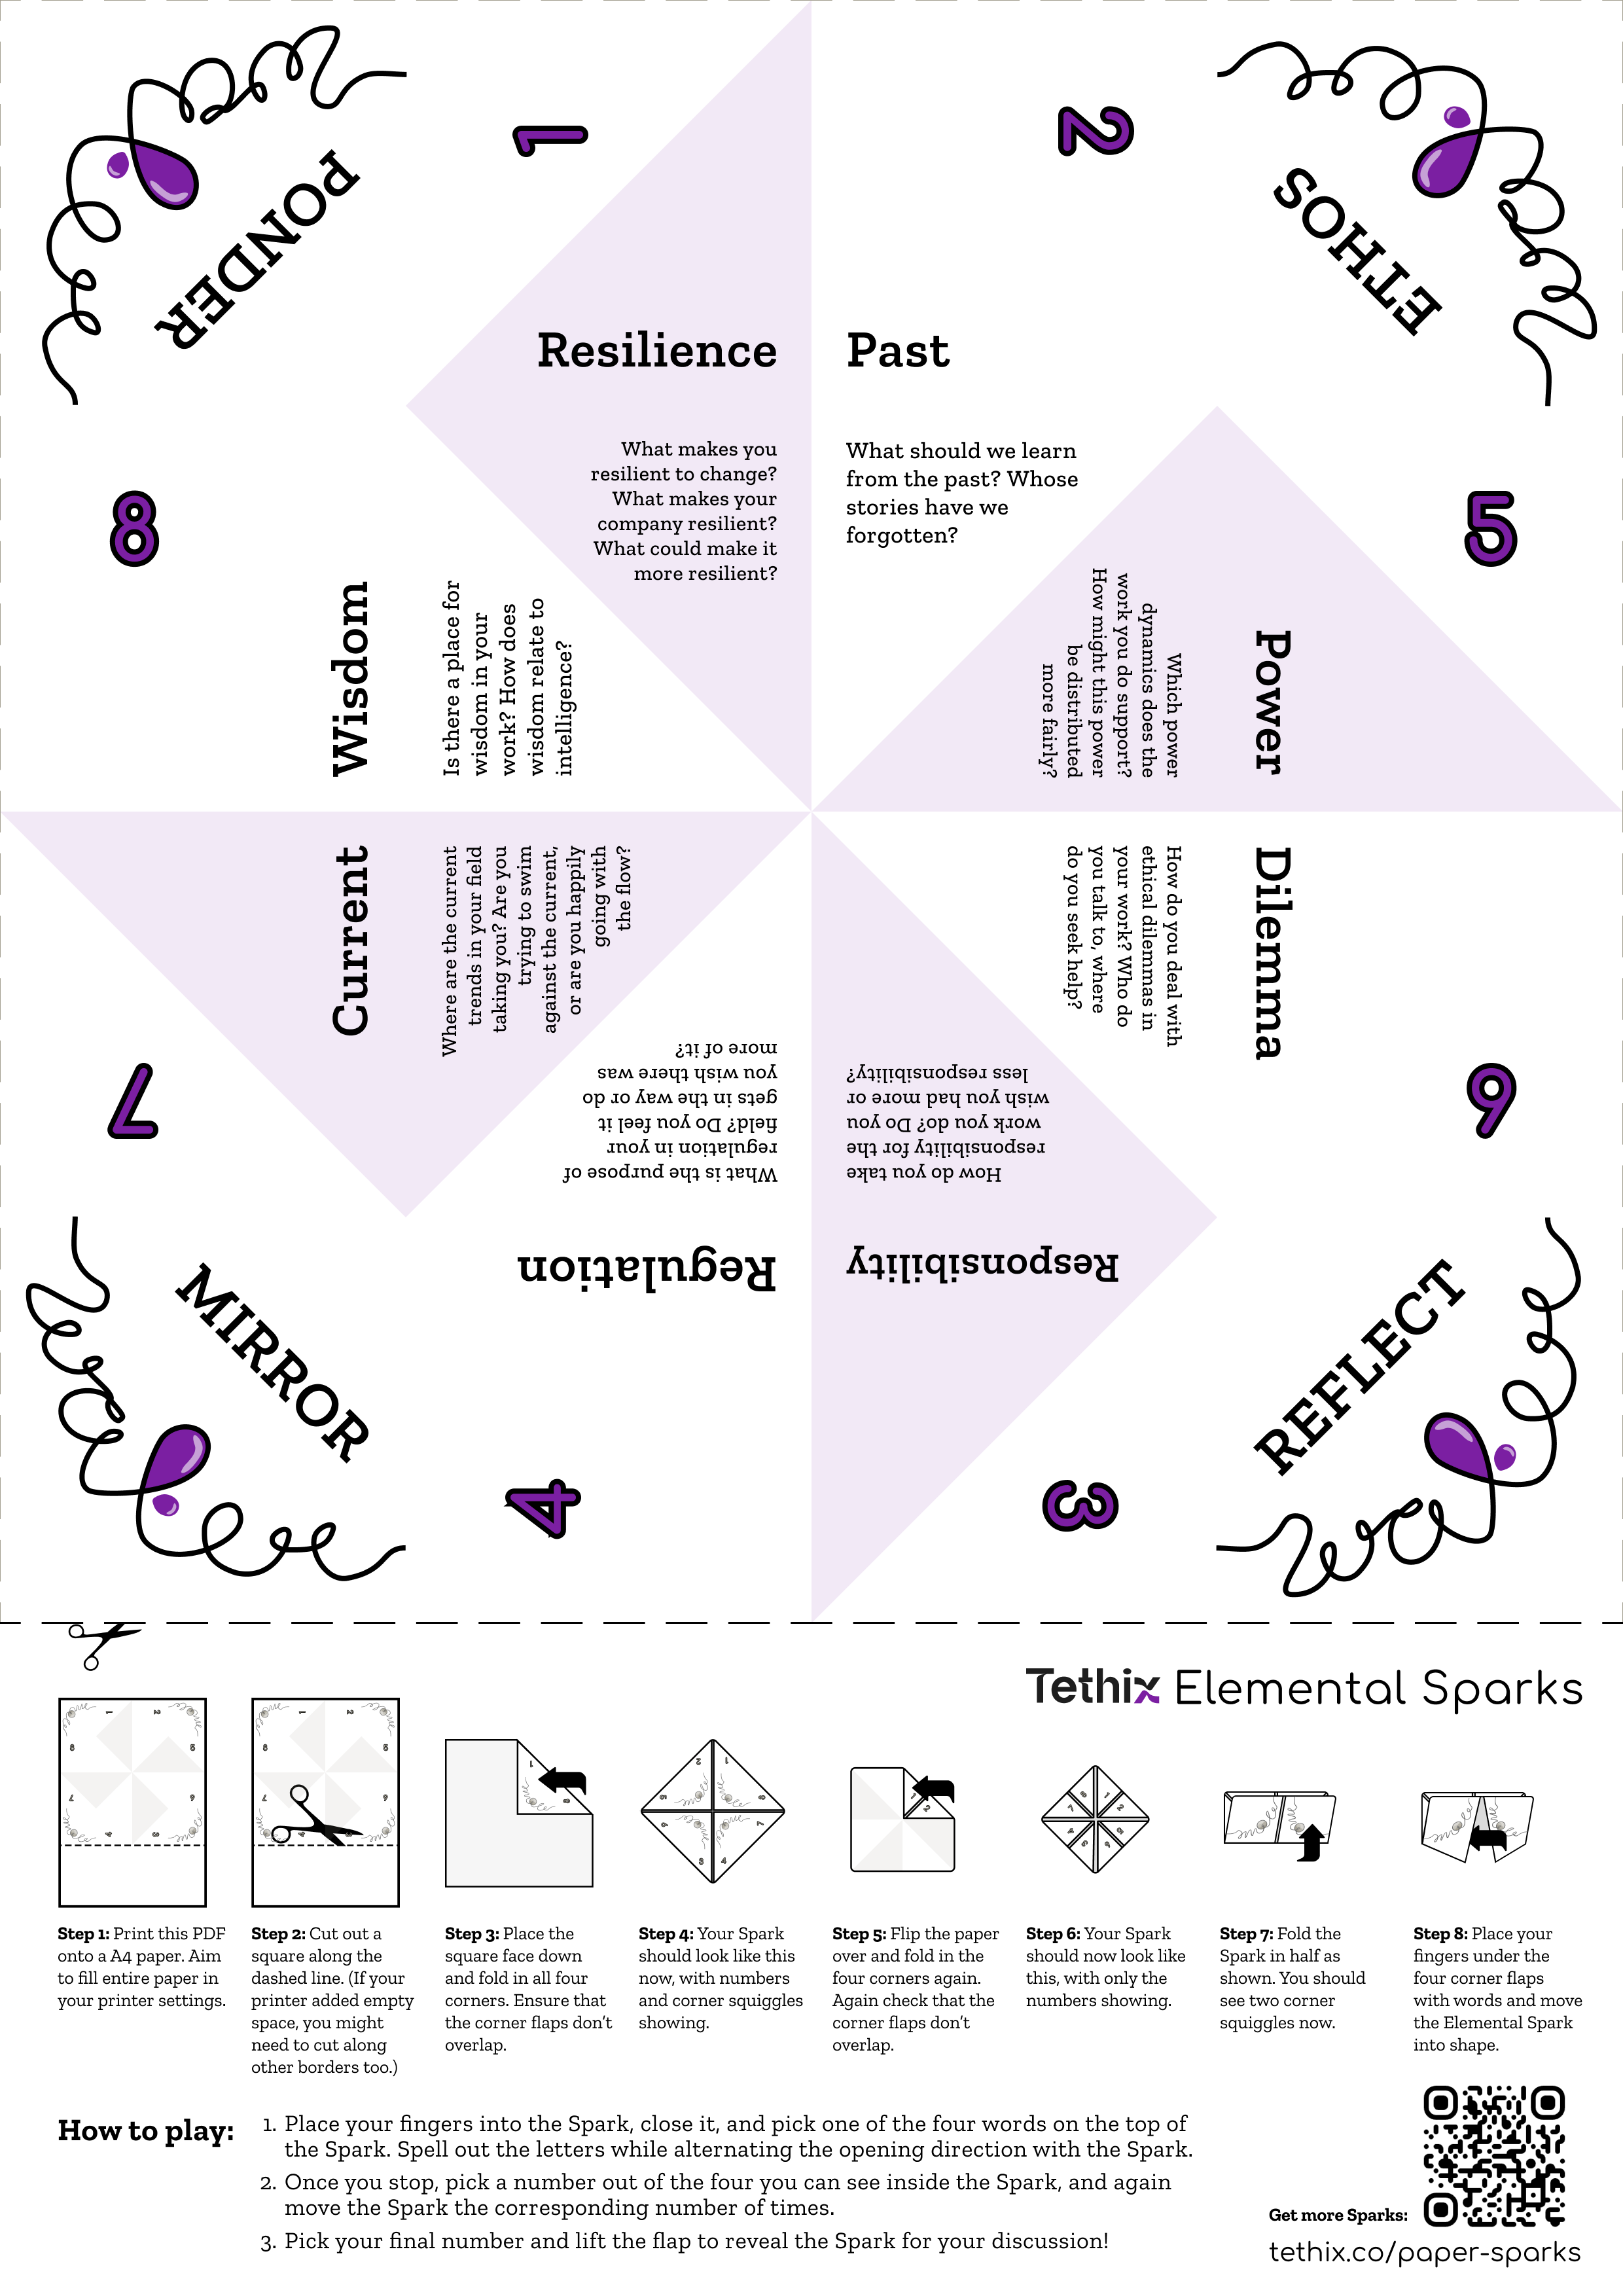 PONDER
1
2
ETHOS
Resilience
What makes you
resilient to change?
What makes your
company resilient?
What could make it
more resilient?
Past
What should we learn
from the past? Whose
stories have we
forgotten?
8
Wisdom
Is there a place for
wisdom in your
work? How does
wisdom relate to
intelligence?
5
Power
Which power
dynamics does the
work you do support?
How might this power
be distributed
more fairly?
Current
Where are the current
trends in your field
taking you? Are you
trying to swim
against the current,
or are you happily
going with
the flow?
7
Dilemma
How do you deal with
ethical dilemmas in
your work? Who do
you talk to, where
do you seek help?
6
Regulation
What is the purpose of
regulation in your
field? Do you feel it
gets in the way or do
you wish there was
more of it?
Responsibility
How do you take
responsibility for the
work you do? Do you
wish you had more or
less responsibility?
MIRROR
4
3
REFLECT
Tethix Elemental Sparks
Step 1: Print this PDF
onto a A4 paper. Aim
to fill entire paper in
your printer settings.
Step 2: Cut out a
square along the
dashed line. (If your
printer added empty
space, you might
need to cut along
other borders too.)
Step 3: Place the
square face down
and fold in all four
corners. Ensure that
the corner flaps don't
overlap.
Step 4: Your Spark
should look like this
now, with numbers
and corner squiggles
showing.
Step 5: Flip the paper
over and fold in the
four corners again.
Again check that the
corner flaps don't
overlap.
Step 6: Your Spark
should now look like
this, with only the
numbers showing.
Step 7: Fold the
Spark in half as
shown. You should
see two corner
squiggles now.
Step 8: Place your
fingers under the
four corner flaps
with words and move
the Elemental Spark
into shape.
How to play:
1. Place your fingers into the Spark, close it, and pick one of the four words on the top of
the Spark. Spell out the letters while alternating the opening direction with the Spark.
2. Once you stop, pick a number out of the four you can see inside the Spark, and again
move the Spark the corresponding number of times.
3. Pick your final number and lift the flap to reveal the Spark for your discussion!
Get more Sparks:
tethix.co/paper-sparks